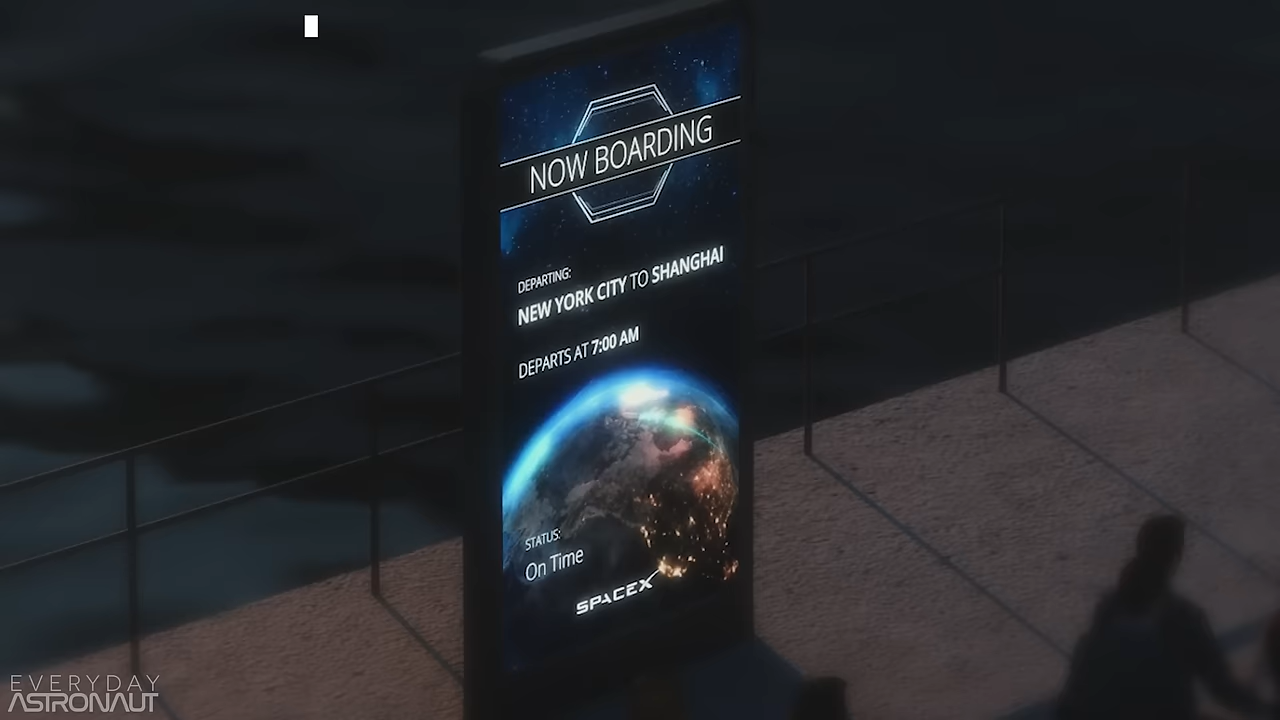 NOW BOARDING
DEPARTING:
NEW YORK CITY TO SHANGHAI
DEPARTS AT 7:00 AM
STATUS:
On Time
SPACEX
EVERYDAY
ASTRONAUT